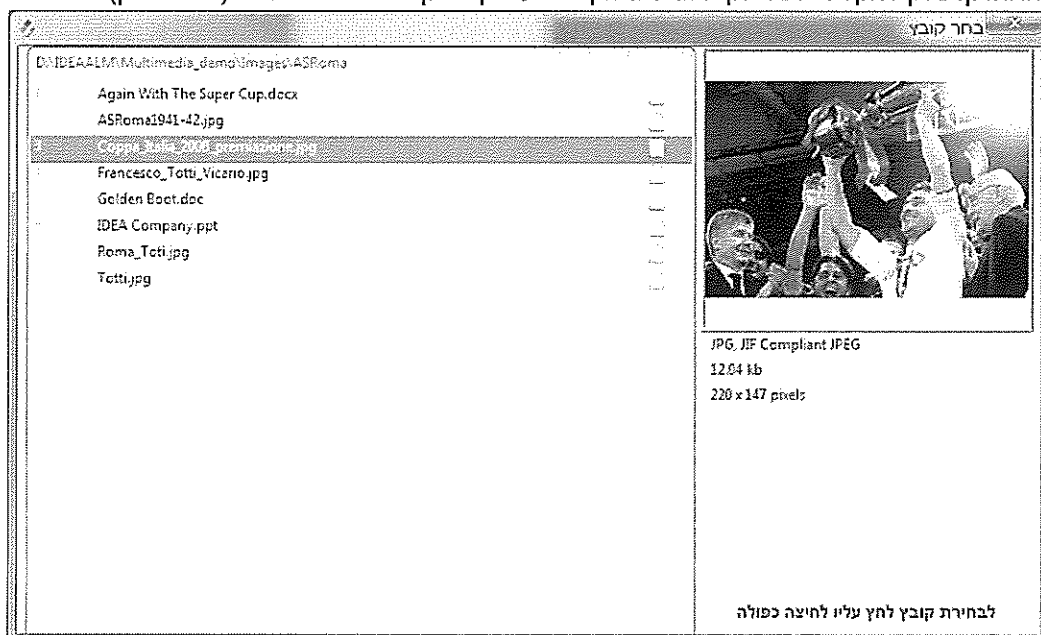 בחר קובץ
D:\IDEAALM\Multimedia_demo\Images\ASRoma
Again With The Super Cup.docx
ASRoma1941-42.jpg
Coppa_Italia_2008_premiazione.jpg
Francesco_Totti_Vicario.jpg
Golden Boot.doc
IDEA Company.ppt
Roma_Toti.jpg
Totti.jpg
JPG, JIF Compliant JPEG
12.04 kb
220 x 147 pixels
לבחירת קובץ לחץ עליו לחיצה כפולה